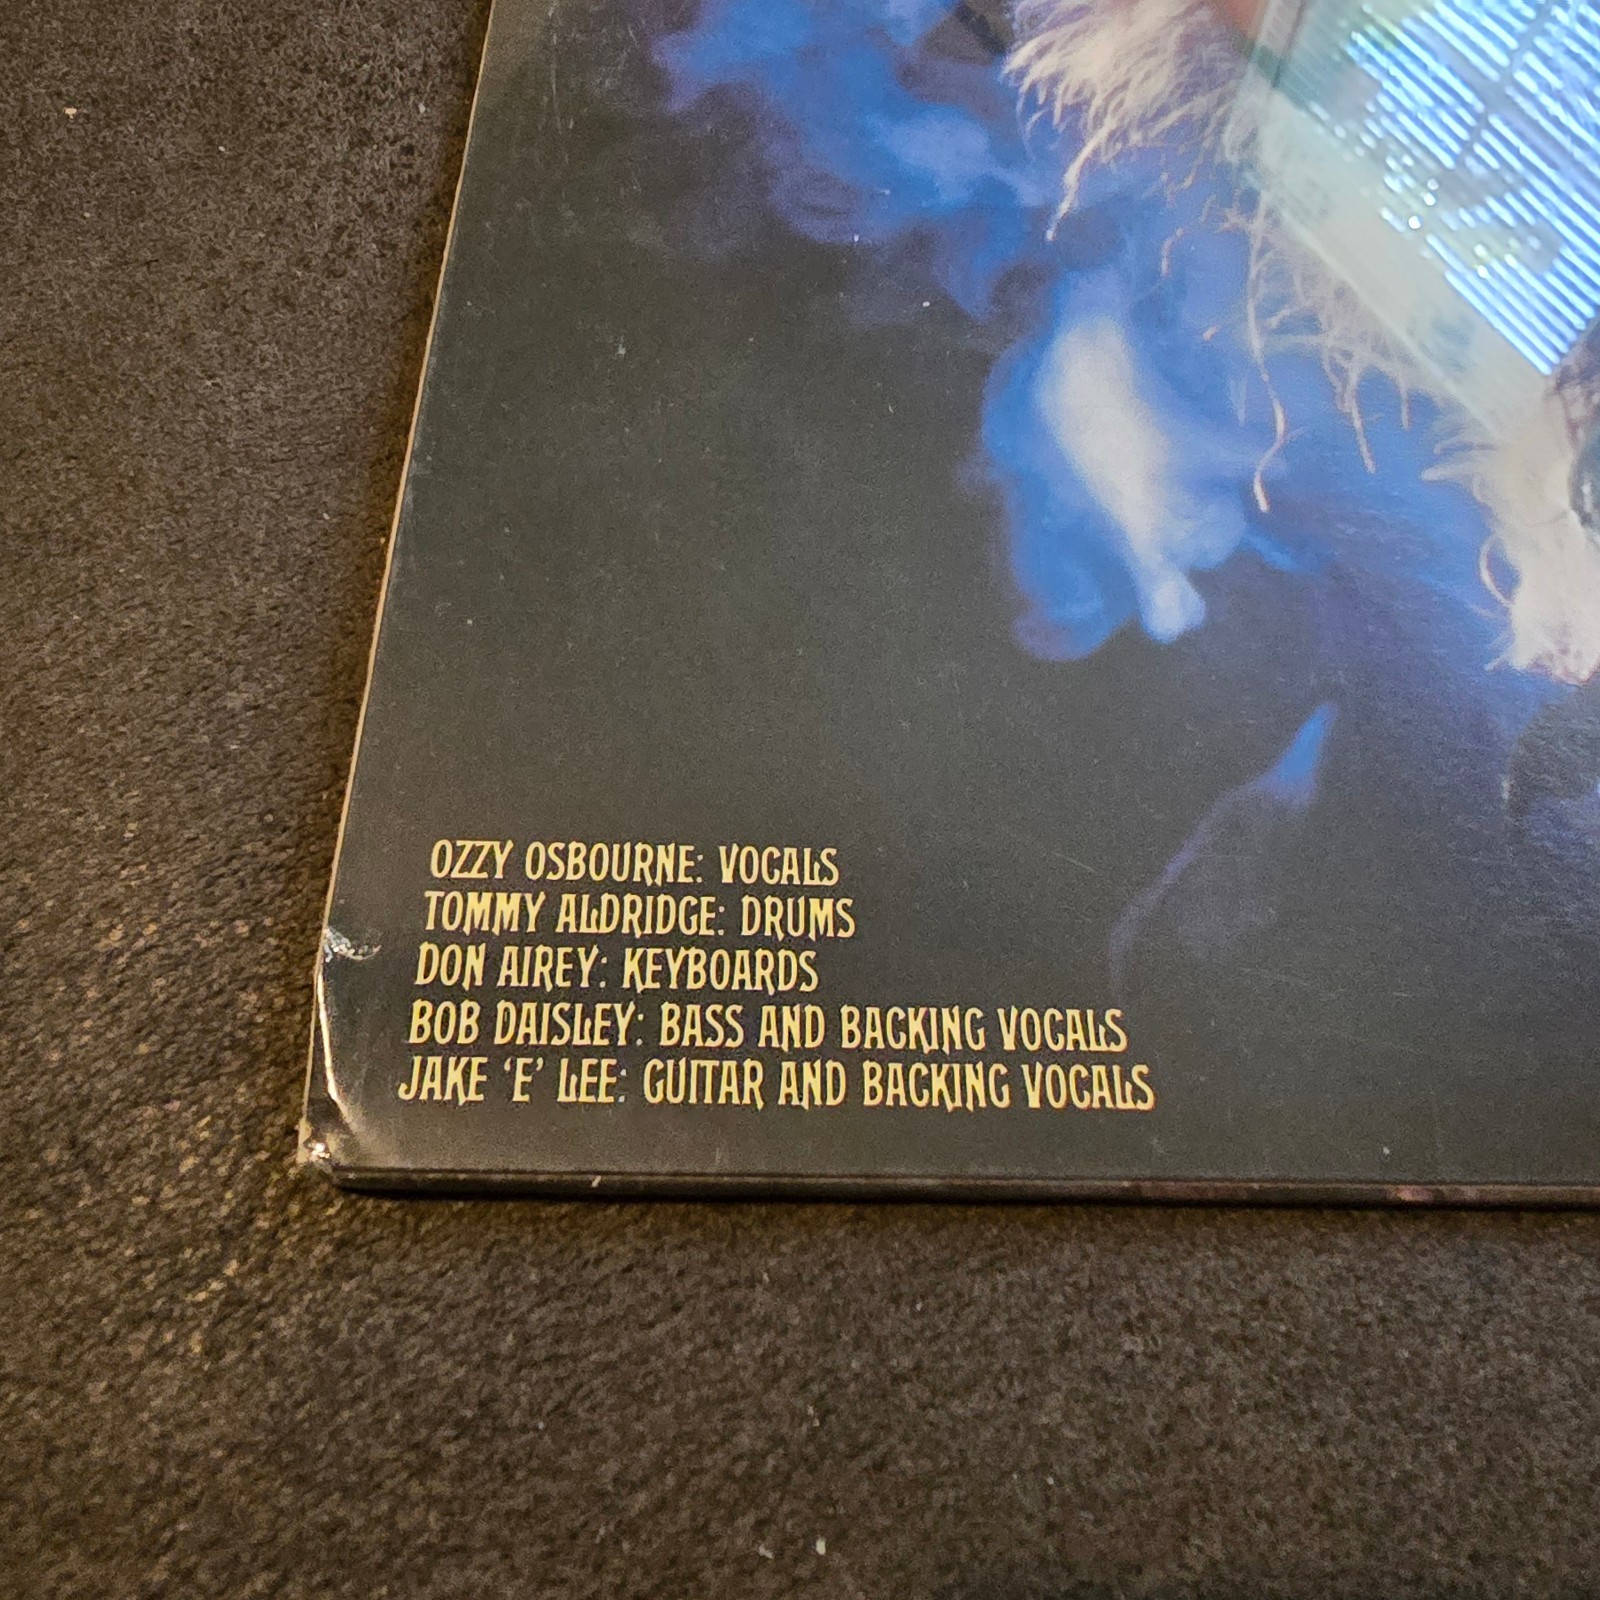 OZZY OSBOURNE: VOCALS
TOMMY ALDRIDGE: DRUMS
DON AIREY: KEYBOARDS
BOB DAISLEY: BASS AND BACKING VOCALS
JAKE ‘E’ LEE: GUITAR AND BACKING VOCALS